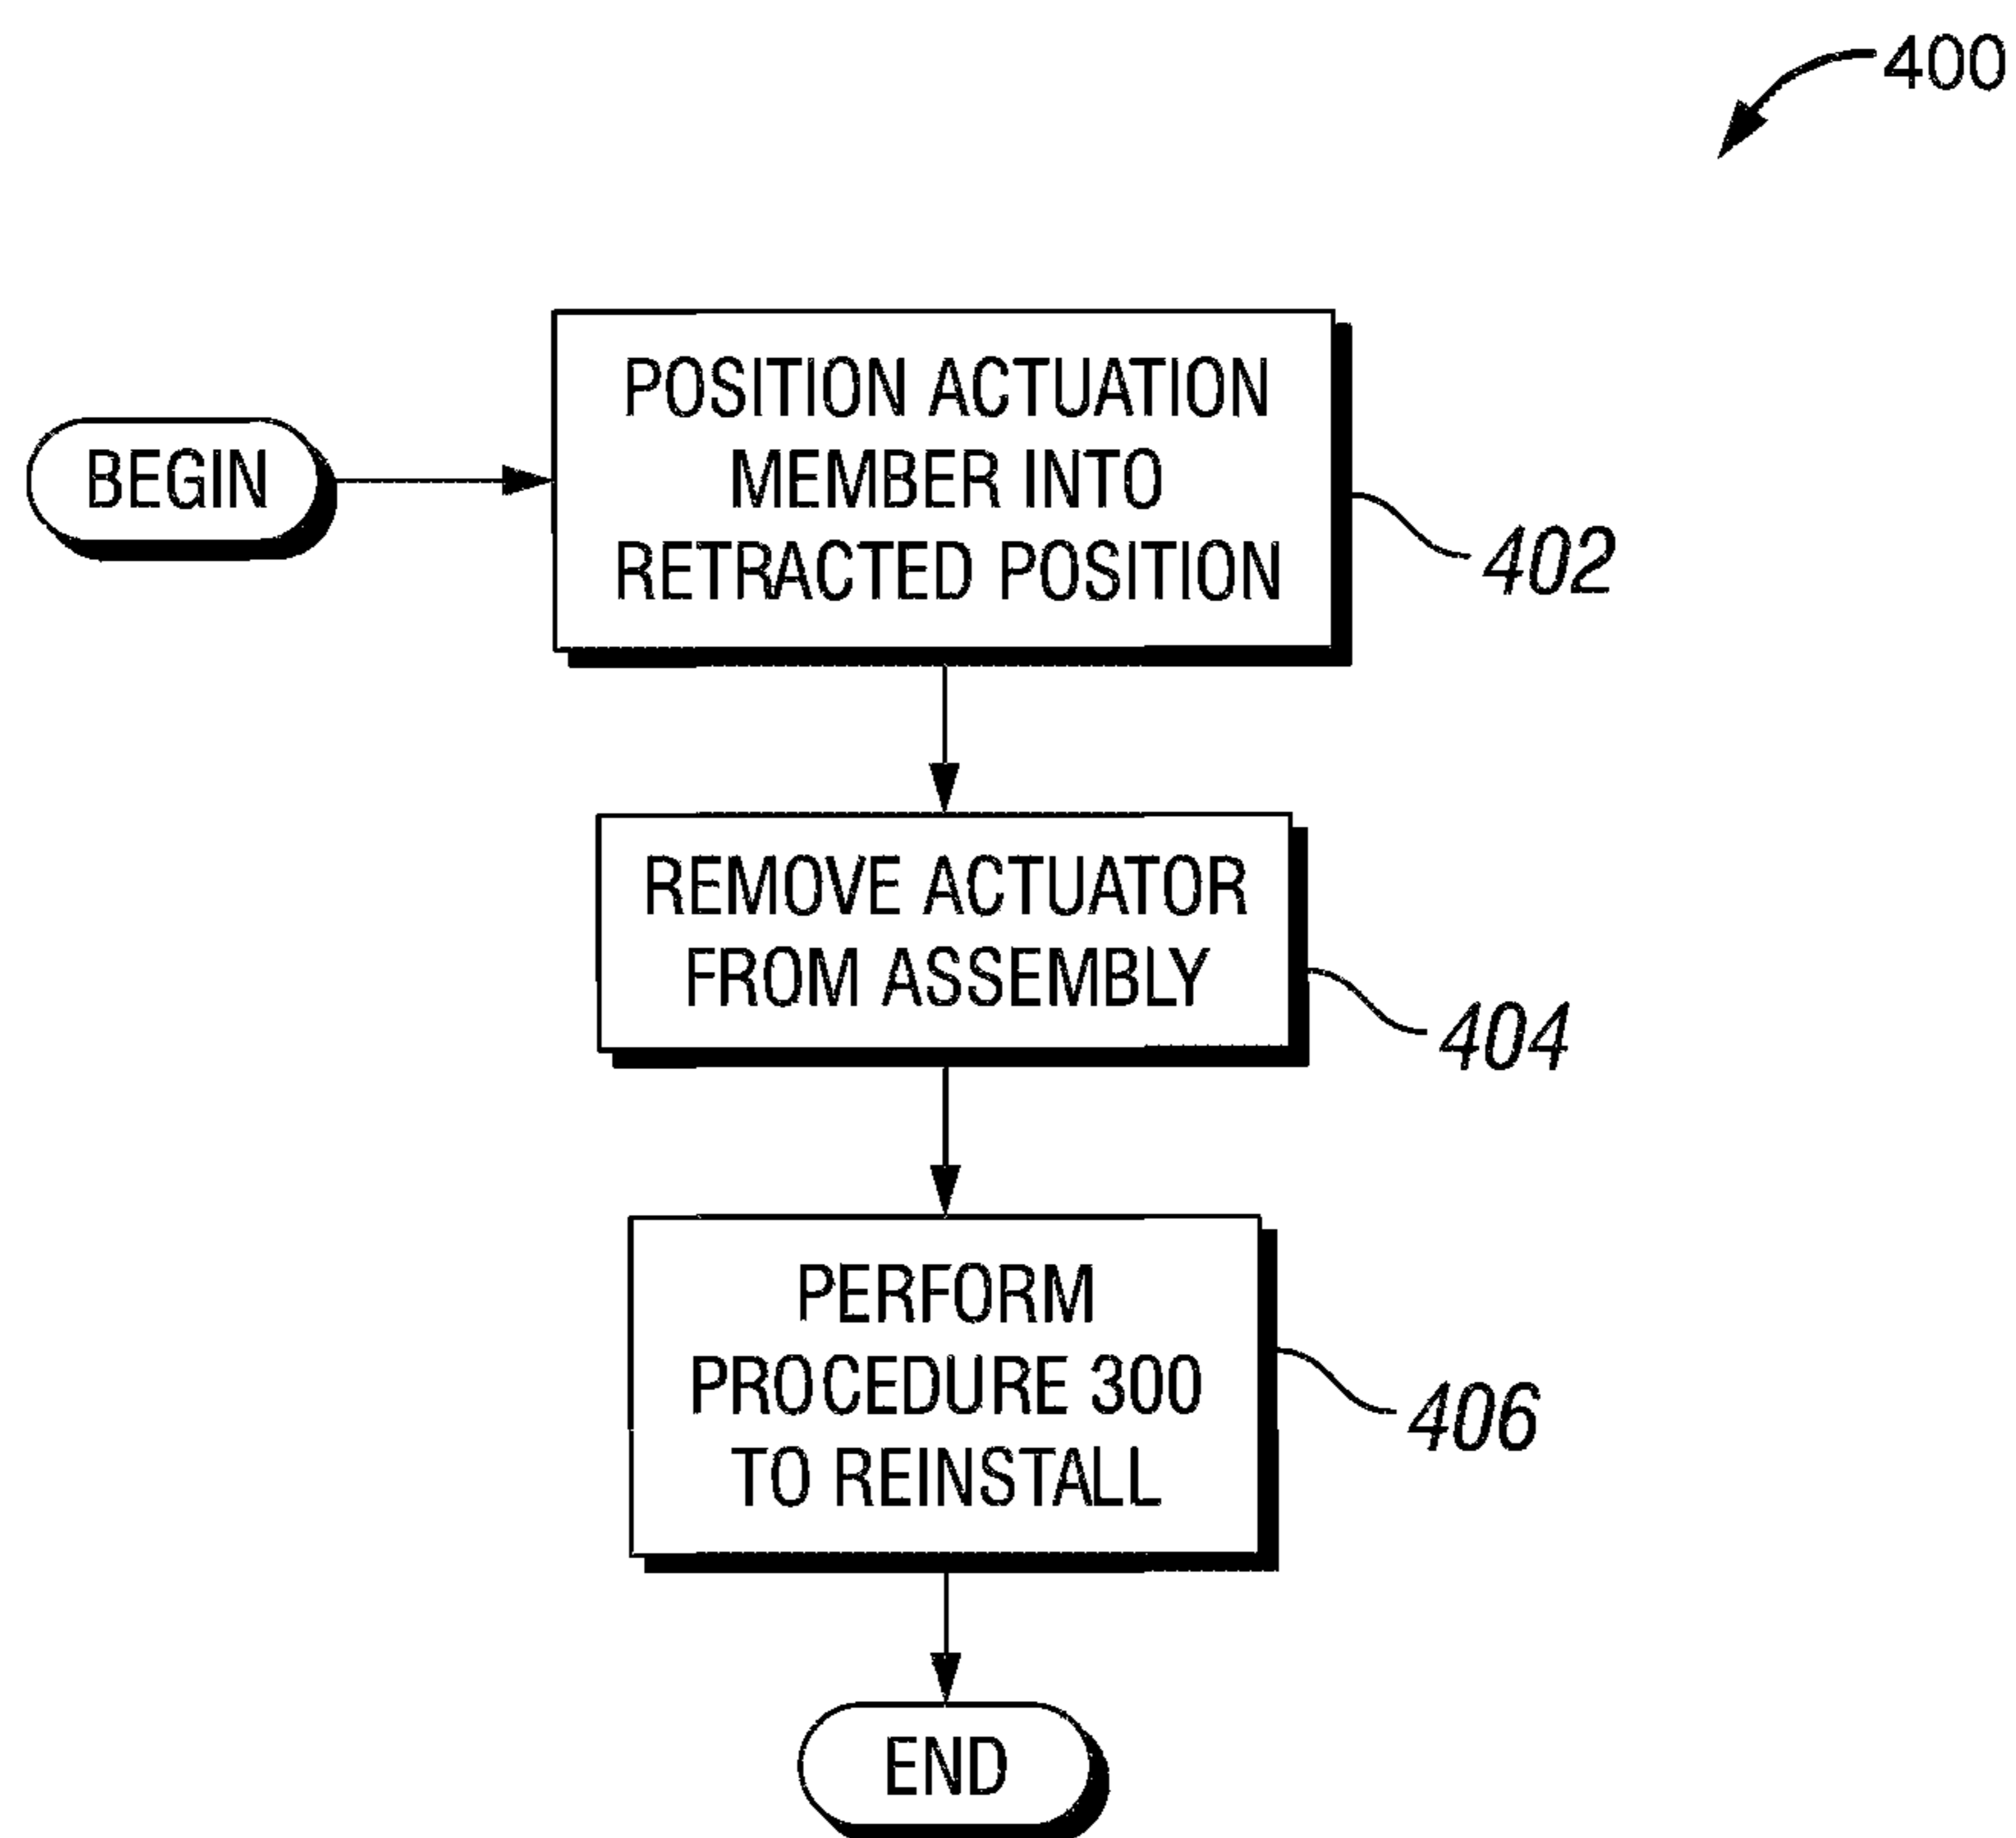 400
BEGIN
POSITION ACTUATION
MEMBER INTO
RETRACTED POSITION
402
REMOVE ACTUATOR
FROM ASSEMBLY
404
PERFORM
PROCEDURE 300
TO REINSTALL
406
END